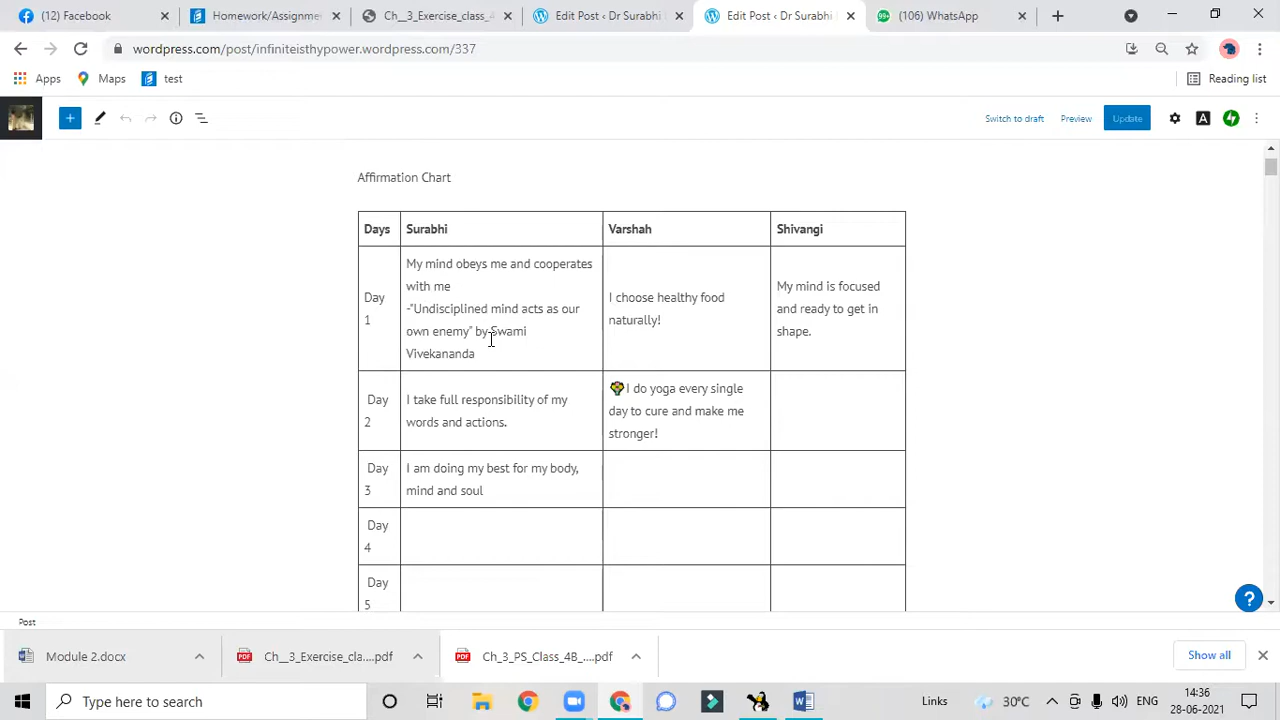 (12) Facebook
Homework/Assignme
Ch__3_Exercise_class_4
Edit Post ‹ Dr Surabhi
Edit Post ‹ Dr Surabhi
99+
(106) WhatsApp
wordpress.com/post/infiniteisthypower.wordpress.com/337
Apps
Maps
test
Reading list
Switch to draft
Preview
Update
Affirmation Chart
Days
Surabhi
Varshah
Shivangi
Day
1
My mind obeys me and cooperates
with me
-"Undisciplined mind acts as our
own enemy" by Swami
Vivekananda
I choose healthy food
naturally!
My mind is focused
and ready to get in
shape.
Day
2
I take full responsibility of my
words and actions.
💐I do yoga every single
day to cure and make me
stronger!
Day
3
I am doing my best for my body,
mind and soul
Day
4
Day
5
Post
Module 2.docx
Ch__3_Exercise_cla....pdf
Ch_3_PS_Class_4B_....pdf
Show all
Type here to search
Links
30°C
ENG
14:36
28-06-2021